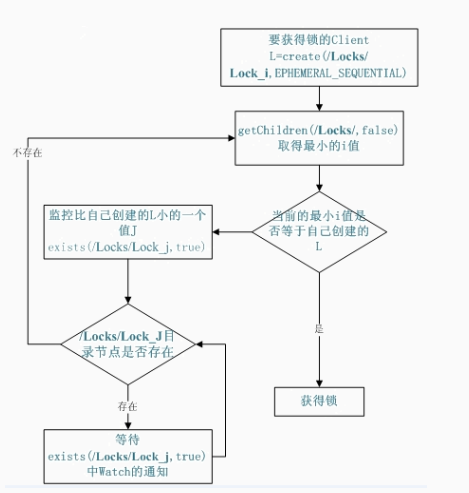 要获得锁的Client
L=create(/Locks/
Lock_i,EPHEMERAL_SEQUENTIAL)
getChildren(/Locks/,false)
取得最小的i值
不存在
当前的最小i值是
否等于自己创建的
L
监控比自己创建的L小的一个
值J
exists(/Locks/Lock_j,true)
/Locks/Lock_J目
录节点是否存在
是
获得锁
存在
等待
exists(/Locks/Lock_j,true)
中Watch的通知